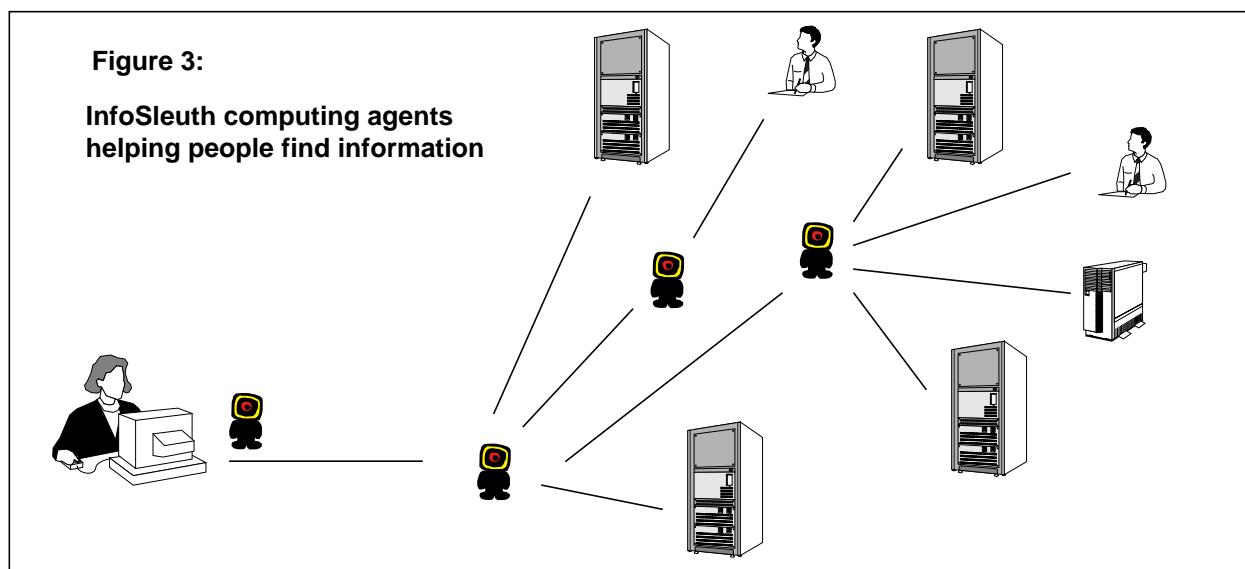 Figure 3:
InfoSleuth computing agents
helping people find information